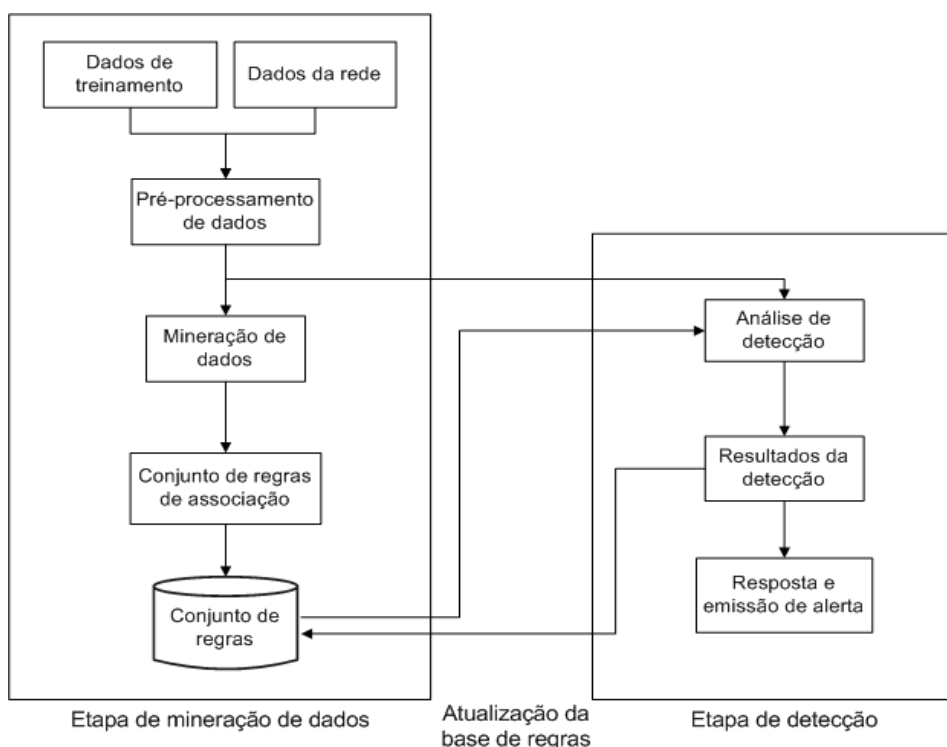 Dados de
treinamento
Dados da rede
Pré-processamento
de dados
Mineração de
dados
Conjunto de regras
de associação
Conjunto de
regras
Análise de
detecção
Resultados da
detecção
Resposta e
emissão de alerta
Etapa de mineração de dados
Atualização da
base de regras
Etapa de detecção